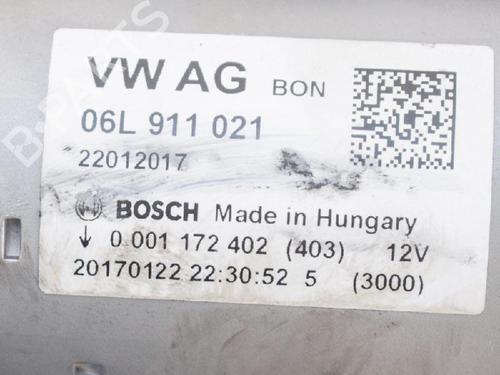 VW AG BON
06L 911 021
22012017
BOSCH Made in Hungary
↓ 0 001 172 402 (403) 12V
20170122 22:30:52 5 (3000)
B-PARTS